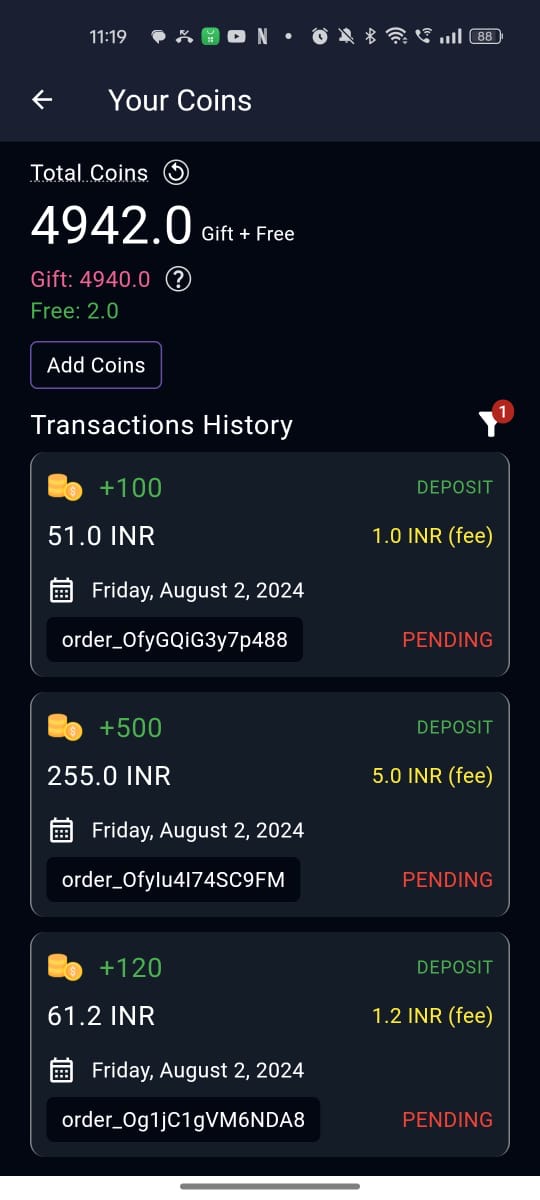 11:19
N
88
Your Coins
Total Coins
4942.0 Gift + Free
Gift: 4940.0 ?
Free: 2.0
Add Coins
Transactions History
1
+100 DEPOSIT
51.0 INR 1.0 INR (fee)
Friday, August 2, 2024
order_OfyGQiG3y7p488 PENDING
+500 DEPOSIT
255.0 INR 5.0 INR (fee)
Friday, August 2, 2024
order_OfyIu4I74SC9FM PENDING
+120 DEPOSIT
61.2 INR 1.2 INR (fee)
Friday, August 2, 2024
order_Og1jC1gVM6NDA8 PENDING